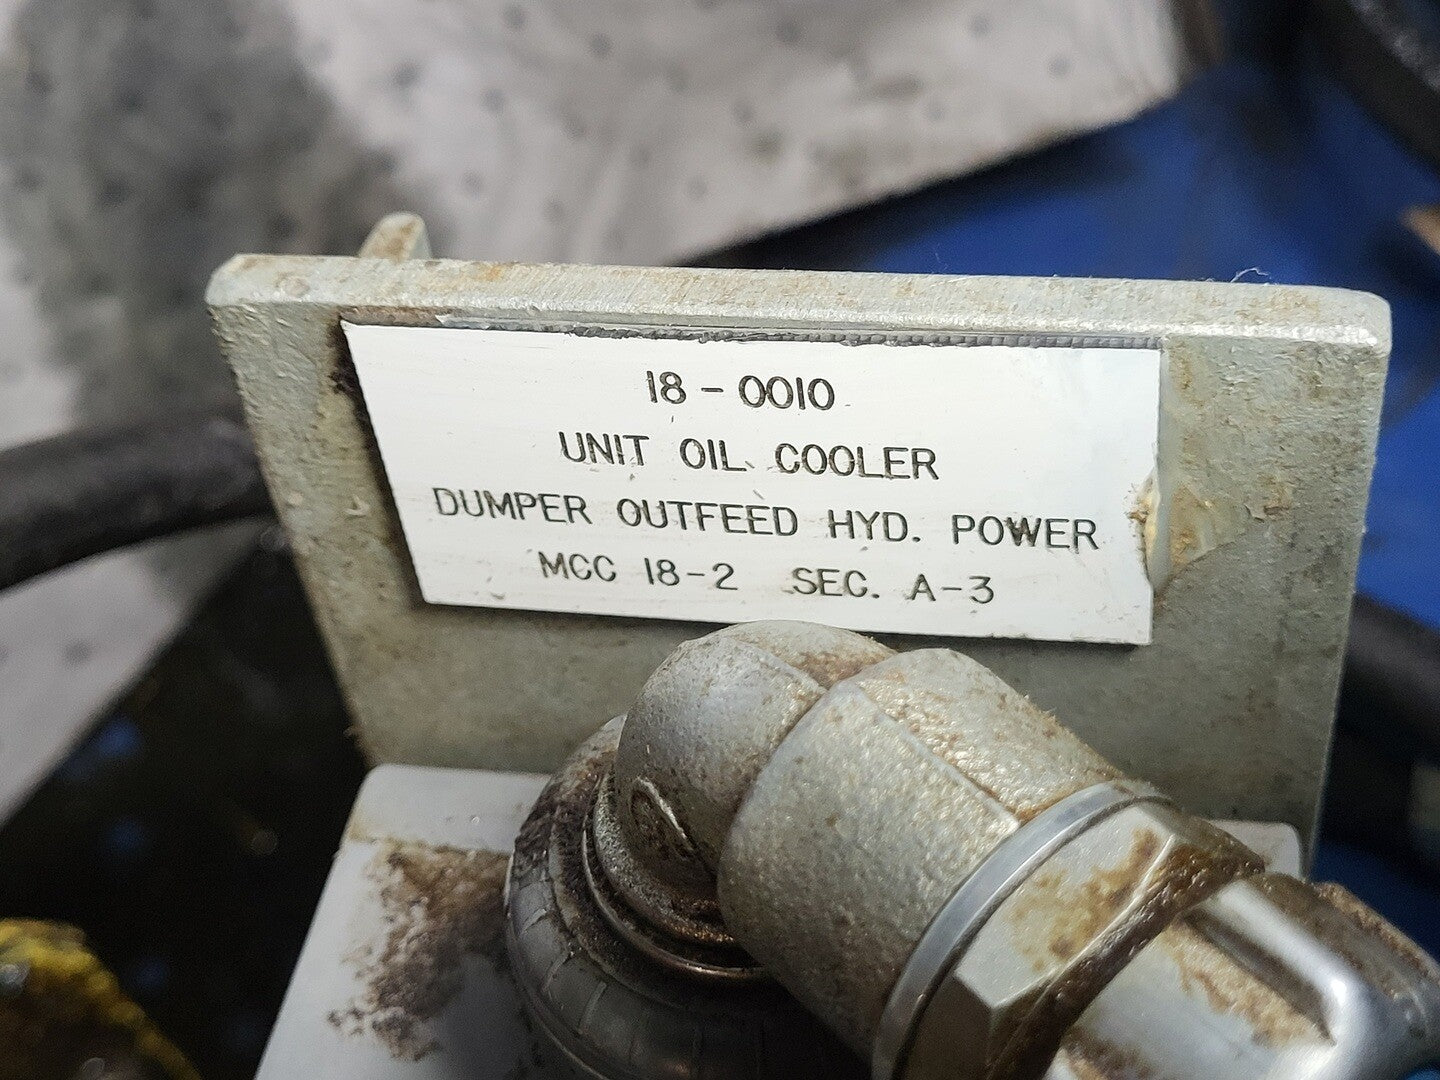 18 - 0010
UNIT OIL COOLER
DUMPER OUTFEED HYD. POWER
MCC 18-2 SEC. A-3